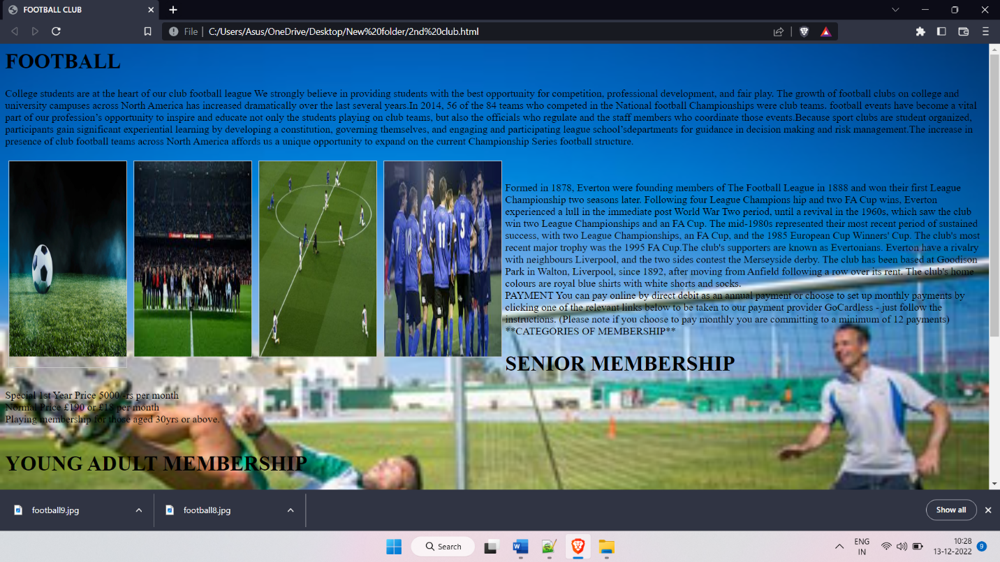 FOOTBALL CLUB
File
C:/Users/Asus/OneDrive/Desktop/New%20folder/2nd%20club.html
FOOTBALL
College students are at the heart of our club football league We strongly believe in providing students with the best opportunity for competition, professional development, and fair play. The growth of football clubs on college and
university campuses across North America has increased dramatically over the last several years.In 2014, 56 of the 84 teams who competed in the National football Championships were club teams. football events have become a vital
part of our profession’s opportunity to inspire and educate not only the students playing on club teams, but also the officials who regulate and the staff members who coordinate those events.Because sport clubs are student organized,
participants gain significant experiential learning by developing a constitution, governing themselves, and engaging and participating league school’sdepartments for guidance in decision making and risk management.The increase in
presence of club football teams across North America affords us a unique opportunity to expand on the current Championship Series football structure.
10
5
11
3
Formed in 1878, Everton were founding members of The Football League in 1888 and won their first League
Championship two seasons later. Following four League Champions hip and two FA Cup wins, Everton
experienced a lull in the immediate post World War Two period, until a revival in the 1960s, which saw the club
win two League Championships and an FA Cup. The mid-1980s represented their most recent period of sustained
success, with two League Championships, an FA Cup, and the 1985 European Cup Winners' Cup. The club's most
recent major trophy was the 1995 FA Cup.The club's supporters are known as Evertonians. Everton have a rivalry
with neighbours Liverpool, and the two sides contest the Merseyside derby. The club has been based at Goodison
Park in Walton, Liverpool, since 1892, after moving from Anfield following a row over its rent. The club's home
colours are royal blue shirts with white shorts and socks.
PAYMENT You can pay online by direct debit as an annual payment or choose to set up monthly payments by
clicking one of the relevant links below to be taken to our payment provider GoCardless - just follow the
instructions. (Please note if you choose to pay monthly you are committing to a minimum of 12 payments)
**CATEGORIES OF MEMBERSHIP**
SENIOR MEMBERSHIP
Special 1st Year Price 5000/-rs per month
Normal Price £190 or £18 per month
Playing membership for those aged 30yrs or above.
YOUNG ADULT MEMBERSHIP
football9.jpg
football8.jpg
Show all
Search
ENG
IN
10:28
13-12-2022
9